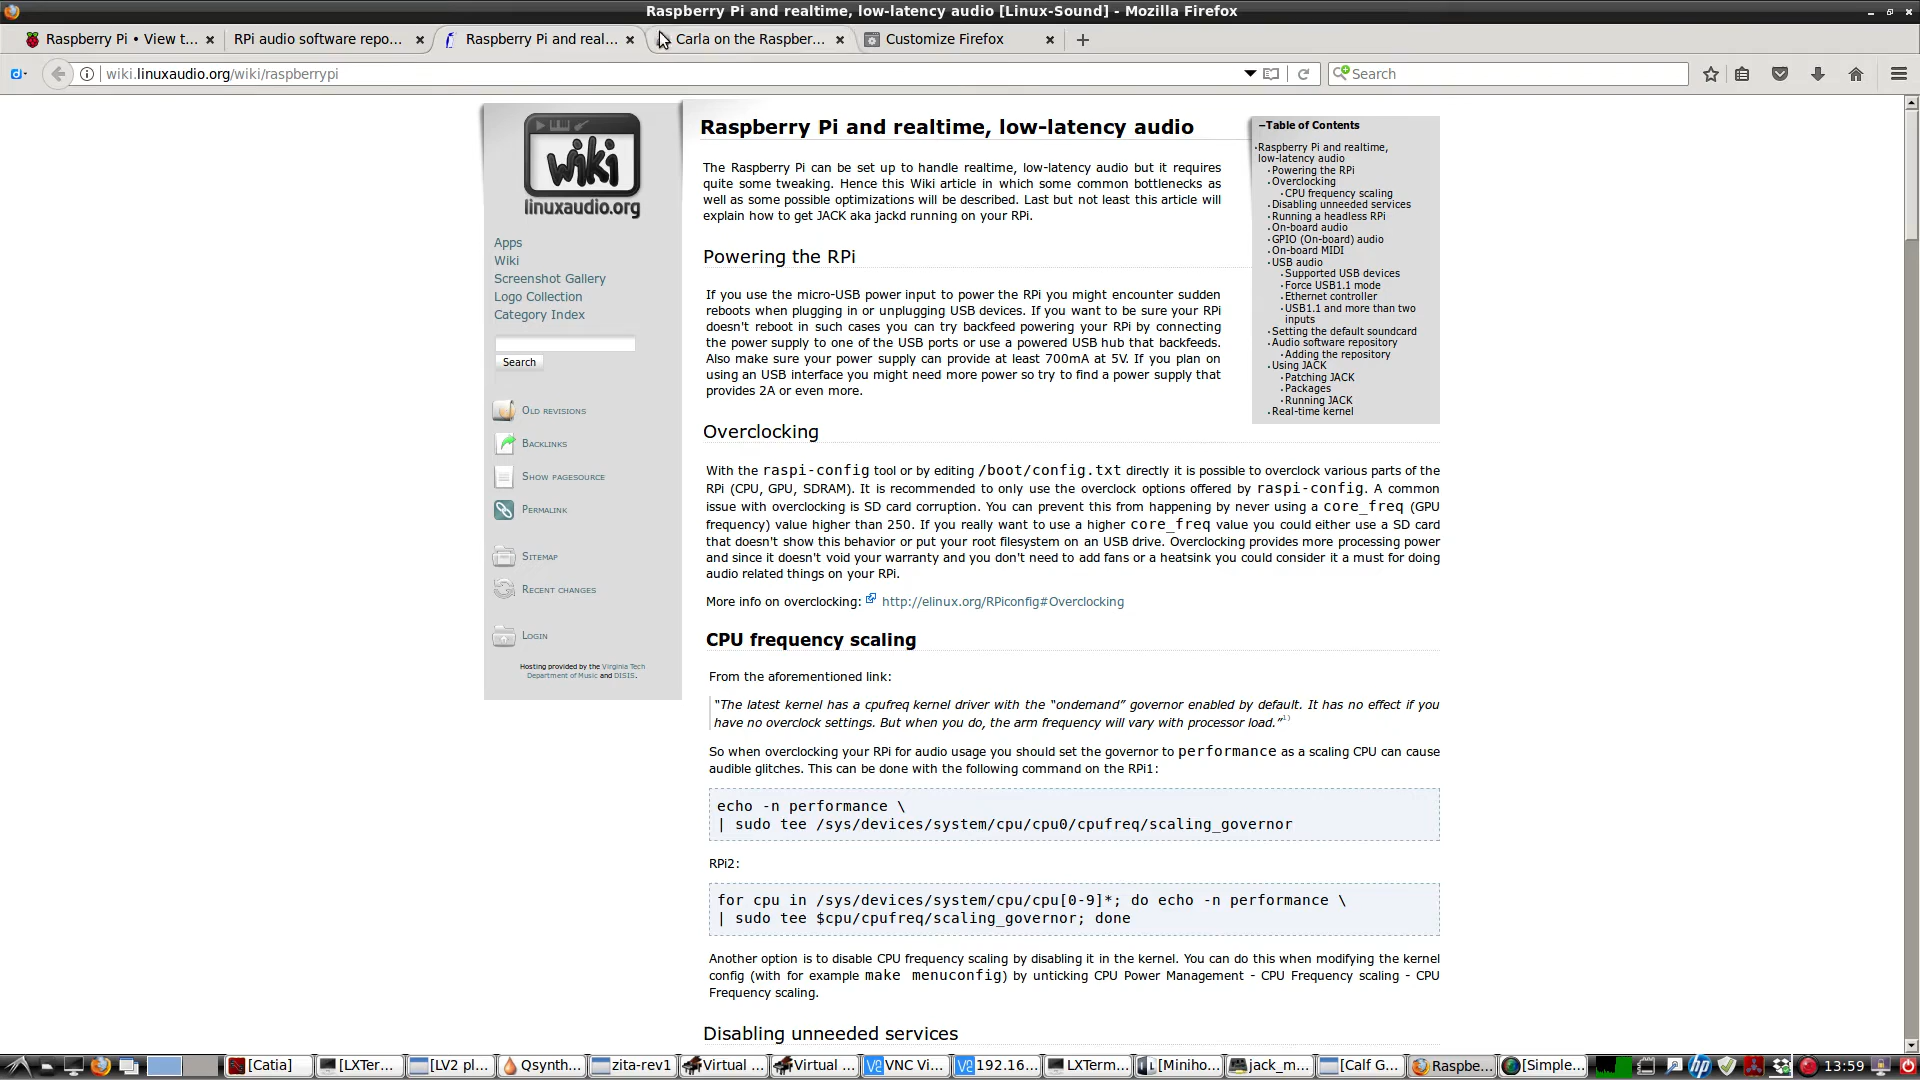 Raspberry Pi and realtime, low-latency audio [Linux-Sound] - Mozilla Firefox
Raspberry Pi • View t...
RPi audio software repo...
Raspberry Pi and real...
Carla on the Raspber...
Customize Firefox
wiki.linuxaudio.org/wiki/raspberrypi
Search
wiki
linuxaudio.org
Apps
Wiki
Screenshot Gallery
Logo Collection
Category Index
Search
Old revisions
Backlinks
Show pagesource
Permalink
Sitemap
Recent changes
Login
Hosting provided by the Virginia Tech
Department of Music and DISIS.
Raspberry Pi and realtime, low-latency audio
The Raspberry Pi can be set up to handle realtime, low-latency audio but it requires
quite some tweaking. Hence this Wiki article in which some common bottlenecks as
well as some possible optimizations will be described. Last but not least this article will
explain how to get JACK aka jackd running on your RPi.
Powering the RPi
If you use the micro-USB power input to power the RPi you might encounter sudden
reboots when plugging in or unplugging USB devices. If you want to be sure your RPi
doesn't reboot in such cases you can try backfeed powering your RPi by connecting
the power supply to one of the USB ports or use a powered USB hub that backfeeds.
Also make sure your power supply can provide at least 700mA at 5V. If you plan on
using an USB interface you might need more power so try to find a power supply that
provides 2A or even more.
Overclocking
With the raspi-config tool or by editing /boot/config.txt directly it is possible to overclock various parts of the
RPi (CPU, GPU, SDRAM). It is recommended to only use the overclock options offered by raspi-config. A common
issue with overclocking is SD card corruption. You can prevent this from happening by never using a core_freq (GPU
frequency) value higher than 250. If you really want to use a higher core_freq value you could either use a SD card
that doesn't show this behavior or put your root filesystem on an USB drive. Overclocking provides more processing power
and since it doesn't void your warranty and you don't need to add fans or a heatsink you could consider it a must for doing
audio related things on your RPi.
More info on overclocking: http://elinux.org/RPiconfig#Overclocking
CPU frequency scaling
From the aforementioned link:
"The latest kernel has a cpufreq kernel driver with the "ondemand" governor enabled by default. It has no effect if you
have no overclock settings. But when you do, the arm frequency will vary with processor load."1)
So when overclocking your RPi for audio usage you should set the governor to performance as a scaling CPU can cause
audible glitches. This can be done with the following command on the RPi1:
echo -n performance \
| sudo tee /sys/devices/system/cpu/cpu0/cpufreq/scaling_governor
RPi2:
for cpu in /sys/devices/system/cpu/cpu[0-9]*; do echo -n performance \
| sudo tee $cpu/cpufreq/scaling_governor; done
Another option is to disable CPU frequency scaling by disabling it in the kernel. You can do this when modifying the kernel
config (with for example make menuconfig) by unticking CPU Power Management - CPU Frequency scaling - CPU
Frequency scaling.
Disabling unneeded services
−Table of Contents
Raspberry Pi and realtime,
low-latency audio
Powering the RPi
Overclocking
CPU frequency scaling
Disabling unneeded services
Running a headless RPi
On-board audio
GPIO (On-board) audio
On-board MIDI
USB audio
Supported USB devices
Force USB1.1 mode
Ethernet controller
USB1.1 and more than two
inputs
Setting the default soundcard
Audio software repository
Adding the repository
Using JACK
Patching JACK
Packages
Running JACK
Real-time kernel
[Catia]
[LXTer...
[LV2 pl...
Qsynth...
zita-rev1
Virtual ...
Virtual ...
VNC Vi...
192.16...
LXTerm...
[Miniho...
jack_m...
[Calf G...
Raspbe...
[Simple...
13:59